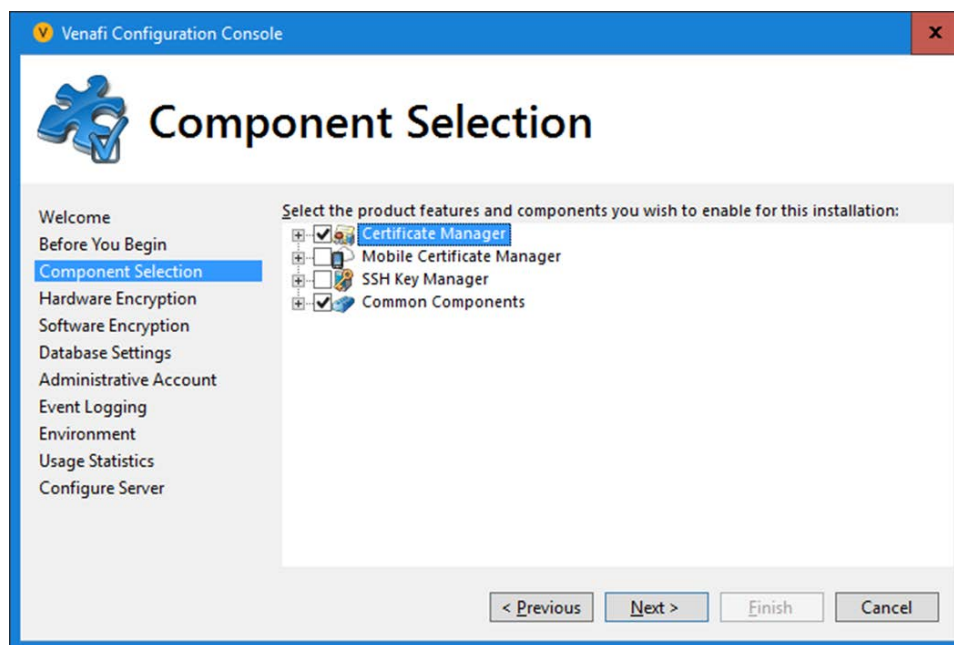 Venafi Configuration Console
Component Selection
Welcome
Before You Begin
Component Selection
Hardware Encryption
Software Encryption
Database Settings
Administrative Account
Event Logging
Environment
Usage Statistics
Configure Server
Select the product features and components you wish to enable for this installation:
Certificate Manager
Mobile Certificate Manager
SSH Key Manager
Common Components
< Previous
Next >
Finish
Cancel